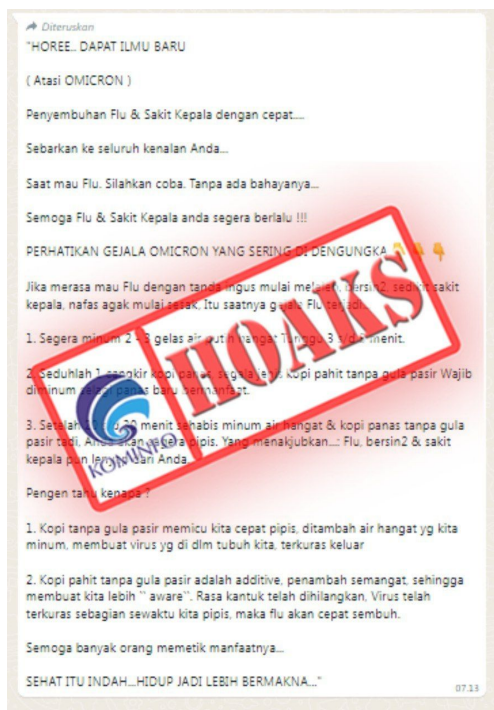 Diteruskan
"HOREE.. DAPAT ILMU BARU
( Atasi OMICRON )
Penyembuhan Flu & Sakit Kepala dengan cepat....
Sebarkan ke seluruh kenalan Anda...
Saat mau Flu. Silahkan coba. Tanpa ada bahayanya...
Semoga Flu & Sakit Kepala anda segera berlalu !!!
PERHATIKAN GEJALA OMICRON YANG SERING DI DENGUNGKA 👇👇👇
Jika merasa mau Flu dengan tanda ingus mulai meleleh, bersin2, sedikit sakit
kepala, nafas agak mulai sesak, Itu saatnya gejala Flu terjadi.
1. Segera minum 2 - 3 gelas air putih hangat Tunggu 3 s/d menit.
2. Seduhlah 1 cangkir kopi panas, segala jenis kopi pahit tanpa gula pasir Wajib
diminum selagi panas baru bermanfaat.
3. Setelah 30 menit sehabis minum air hangat & kopi panas tanpa gula
pasir tadi, Anda akan segera pipis. Yang menakjubkan...: Flu, bersin2 & sakit
kepala pun lenyap dari Anda.
Pengen tahu kenapa ?
1. Kopi tanpa gula pasir memicu kita cepat pipis, ditambah air hangat yg kita
minum, membuat virus yg di dlm tubuh kita, terkuras keluar
2. Kopi pahit tanpa gula pasir adalah additive, penambah semangat, sehingga
membuat kita lebih `` aware``. Rasa kantuk telah dihilangkan, Virus telah
terkuras sebagian sewaktu kita pipis, maka flu akan cepat sembuh.
Semoga banyak orang memetik manfaatnya...
SEHAT ITU INDAH...HIDUP JADI LEBIH BERMAKNA..."
07.13
HOAKS
KOMINFO